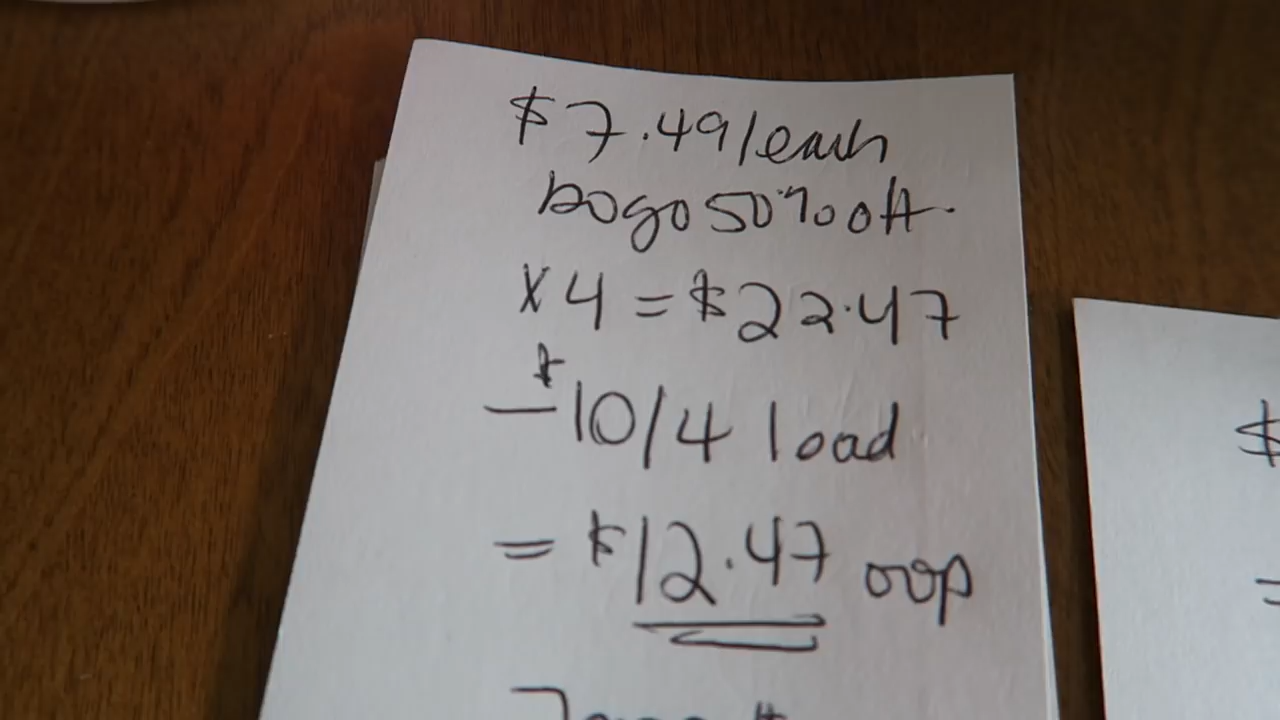 $7.49/each
bogo 50% off.
x4 = $22.47
- $10/4 load
= $12.47 oop
$
=